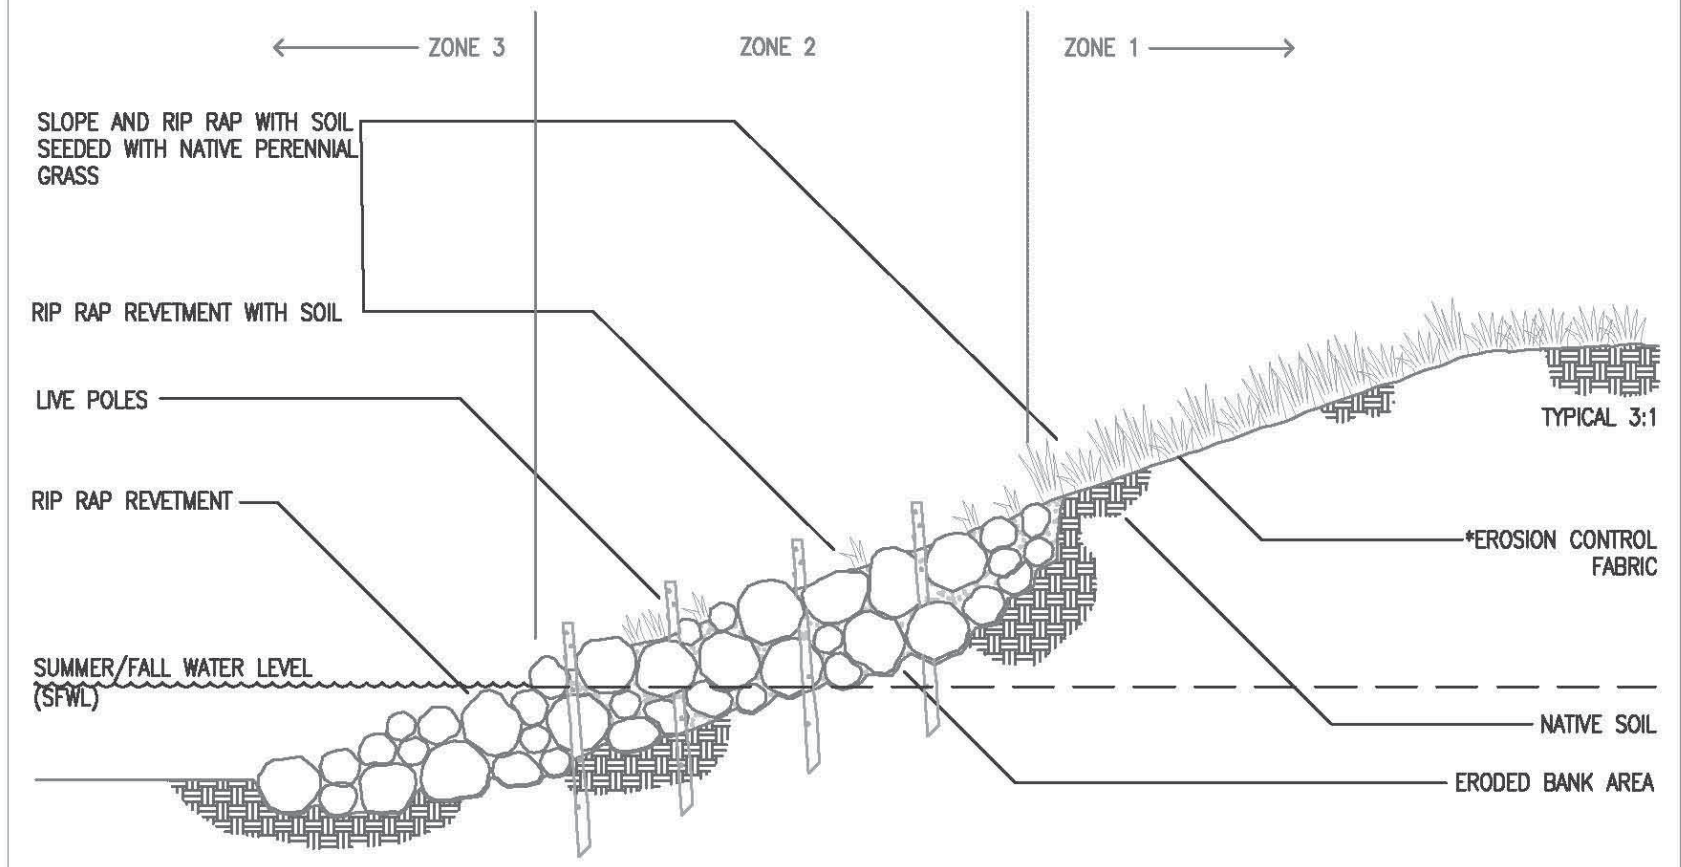 ZONE 3
ZONE 2
ZONE 1
SLOPE AND RIP RAP WITH SOIL
SEEDED WITH NATIVE PERENNIAL
GRASS
RIP RAP REVETMENT WITH SOIL
LIVE POLES
TYPICAL 3:1
RIP RAP REVETMENT
*EROSION CONTROL
FABRIC
SUMMER/FALL WATER LEVEL
(SFWL)
NATIVE SOIL
ERODED BANK AREA